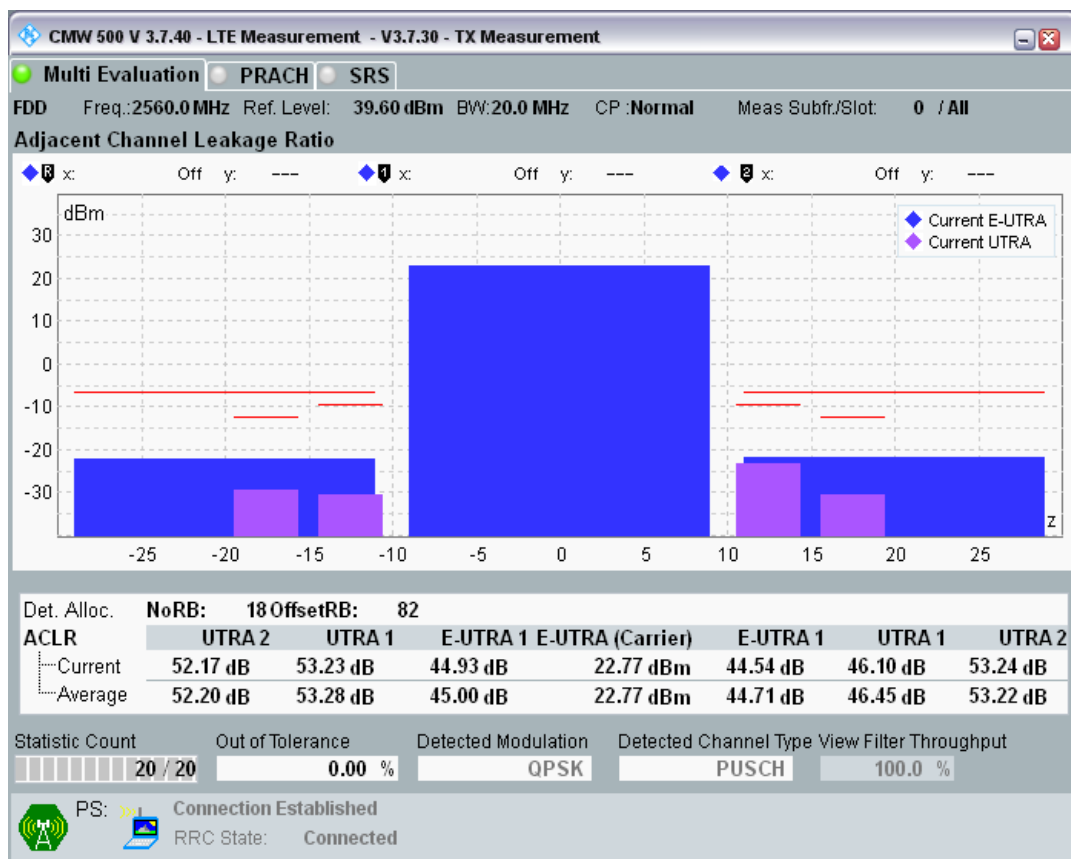 CMW 500 V 3.7.40 - LTE Measurement - V3.7.30 - TX Measurement
Multi Evaluation PRACH SRS
FDD Freq.:2560.0 MHz Ref. Level: 39.60 dBm BW:20.0 MHz CP :Normal Meas Subfr./Slot: 0 / All
Adjacent Channel Leakage Ratio
R x: Off y: --- 1 x: Off y: --- 2 x: Off y: ---
dBm
Current E-UTRA
Current UTRA
30
20
10
0
-10
-20
-30
z
-25 -20 -15 -10 -5 0 5 10 15 20 25
Det. Alloc. NoRB: 18 OffsetRB: 82
ACLR UTRA 2 UTRA 1 E-UTRA 1 E-UTRA (Carrier) E-UTRA 1 UTRA 1 UTRA 2
Current 52.17 dB 53.23 dB 44.93 dB 22.77 dBm 44.54 dB 46.10 dB 53.24 dB
Average 52.20 dB 53.28 dB 45.00 dB 22.77 dBm 44.71 dB 46.45 dB 53.22 dB
Statistic Count Out of Tolerance Detected Modulation Detected Channel Type View Filter Throughput
20 / 20 0.00 % QPSK PUSCH 100.0 %
PS: Connection Established
RRC State: Connected